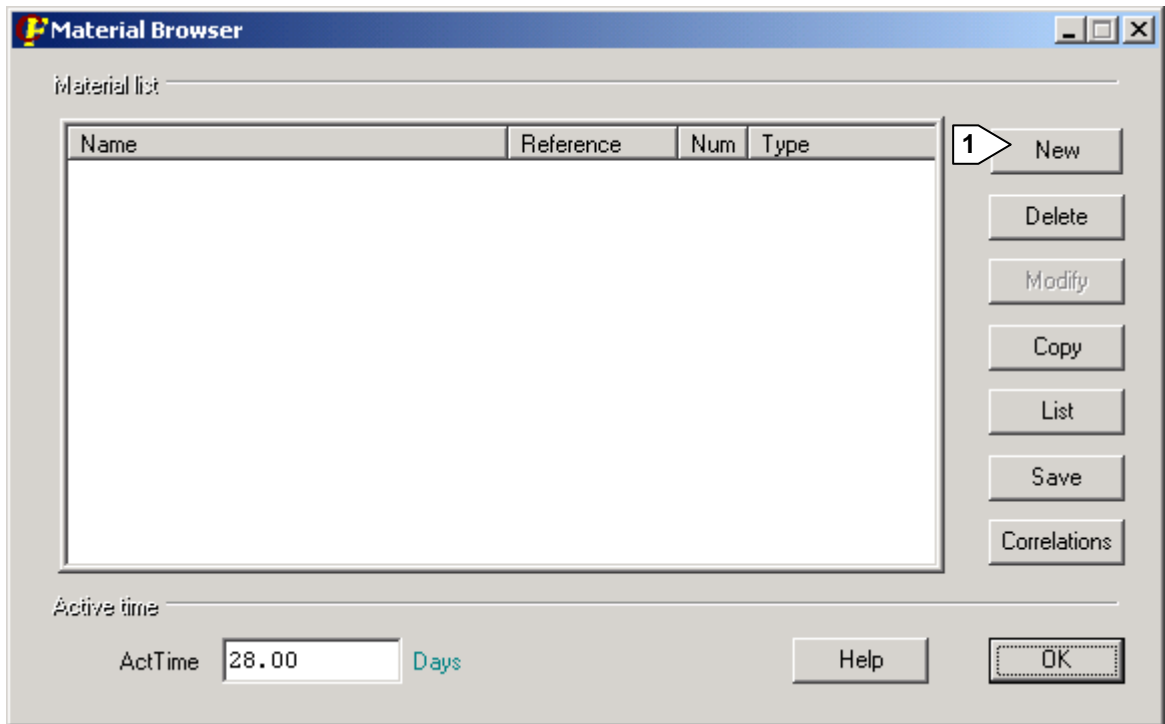 Material Browser
Material list
Name Reference Num Type
1 New
Delete
Modify
Copy
List
Save
Correlations
Active time
ActTime 28.00 Days Help OK